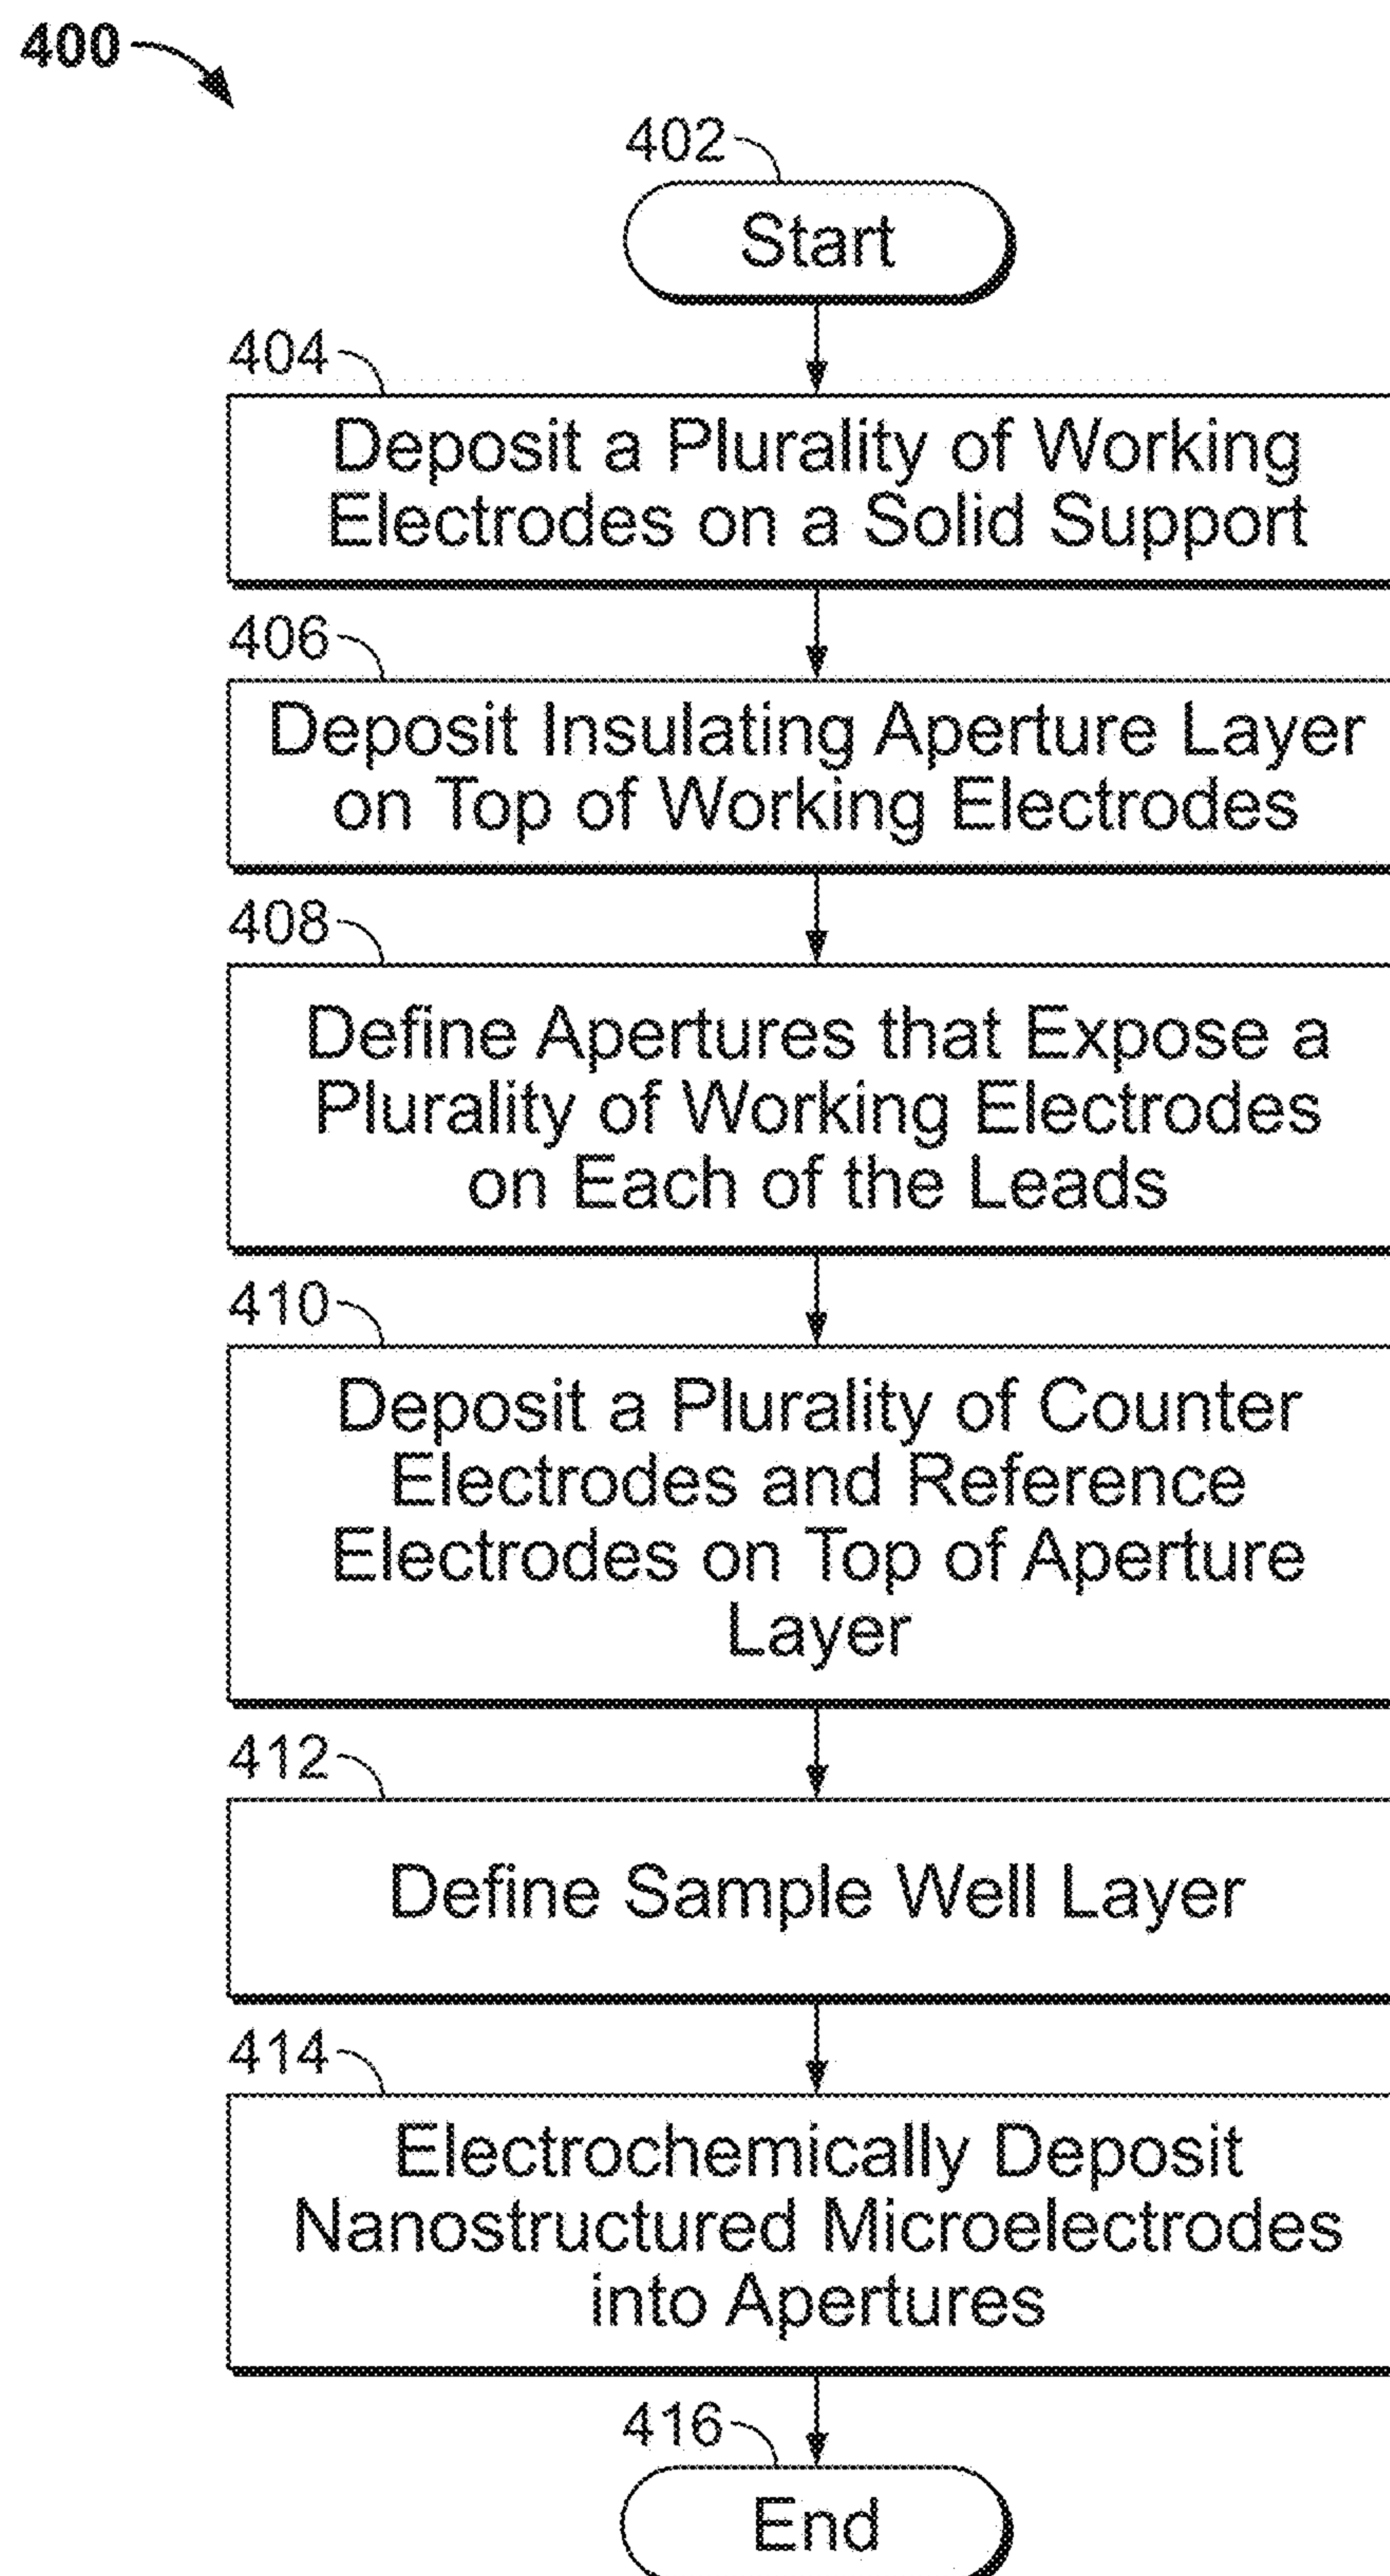 400
402
Start
404
Deposit a Plurality of Working
Electrodes on a Solid Support
406
Deposit Insulating Aperture Layer
on Top of Working Electrodes
408
Define Apertures that Expose a
Plurality of Working Electrodes
on Each of the Leads
410
Deposit a Plurality of Counter
Electrodes and Reference
Electrodes on Top of Aperture
Layer
412
Define Sample Well Layer
414
Electrochemically Deposit
Nanostructured Microelectrodes
into Apertures
416
End